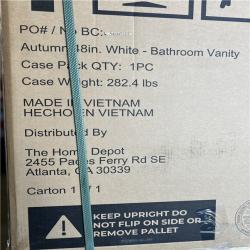 PO# / No BC
Autumn 48in. White - Bathroom Vanity
Case Pack QTY: 1PC
Case Weight: 282.4 lbs
MADE IN VIETNAM
HECHO EN VIETNAM
Distributed By
The Home Depot
2455 Paces Ferry Rd SE
Atlanta, GA 30339
Carton 1 / 1
KEEP UPRIGHT DO
NOT FLIP ON SIDE OR
REMOVE PALLET